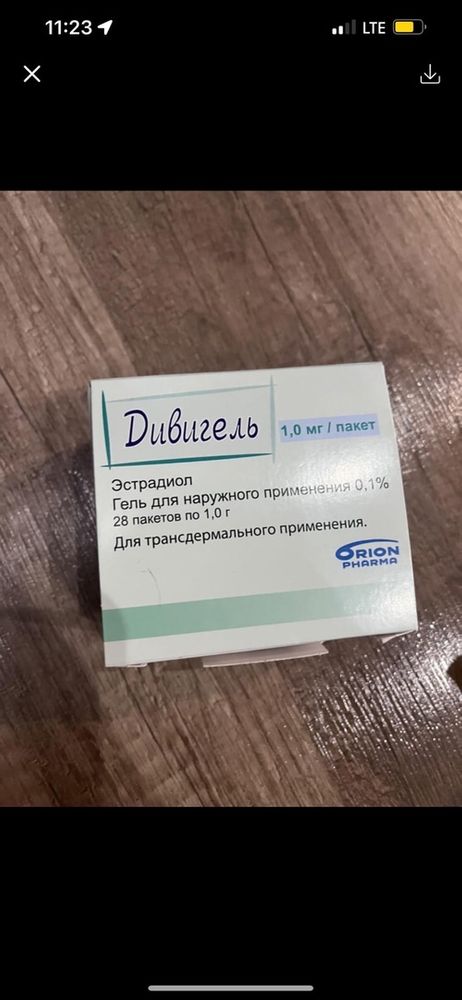 11:23 LTE
Дивигель
1,0 мг / пакет
Эстрадиол
Гель для наружного применения 0,1%
28 пакетов по 1,0 г
Для трансдермального применения.
ORION
PHARMA